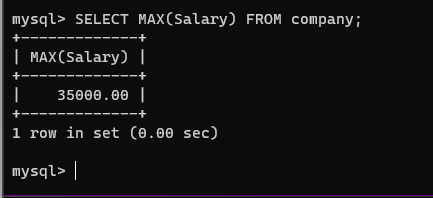 mysql> SELECT MAX(Salary) FROM company;
+-------------+
| MAX(Salary) |
+-------------+
|    35000.00 |
+-------------+
1 row in set (0.00 sec)
mysql>